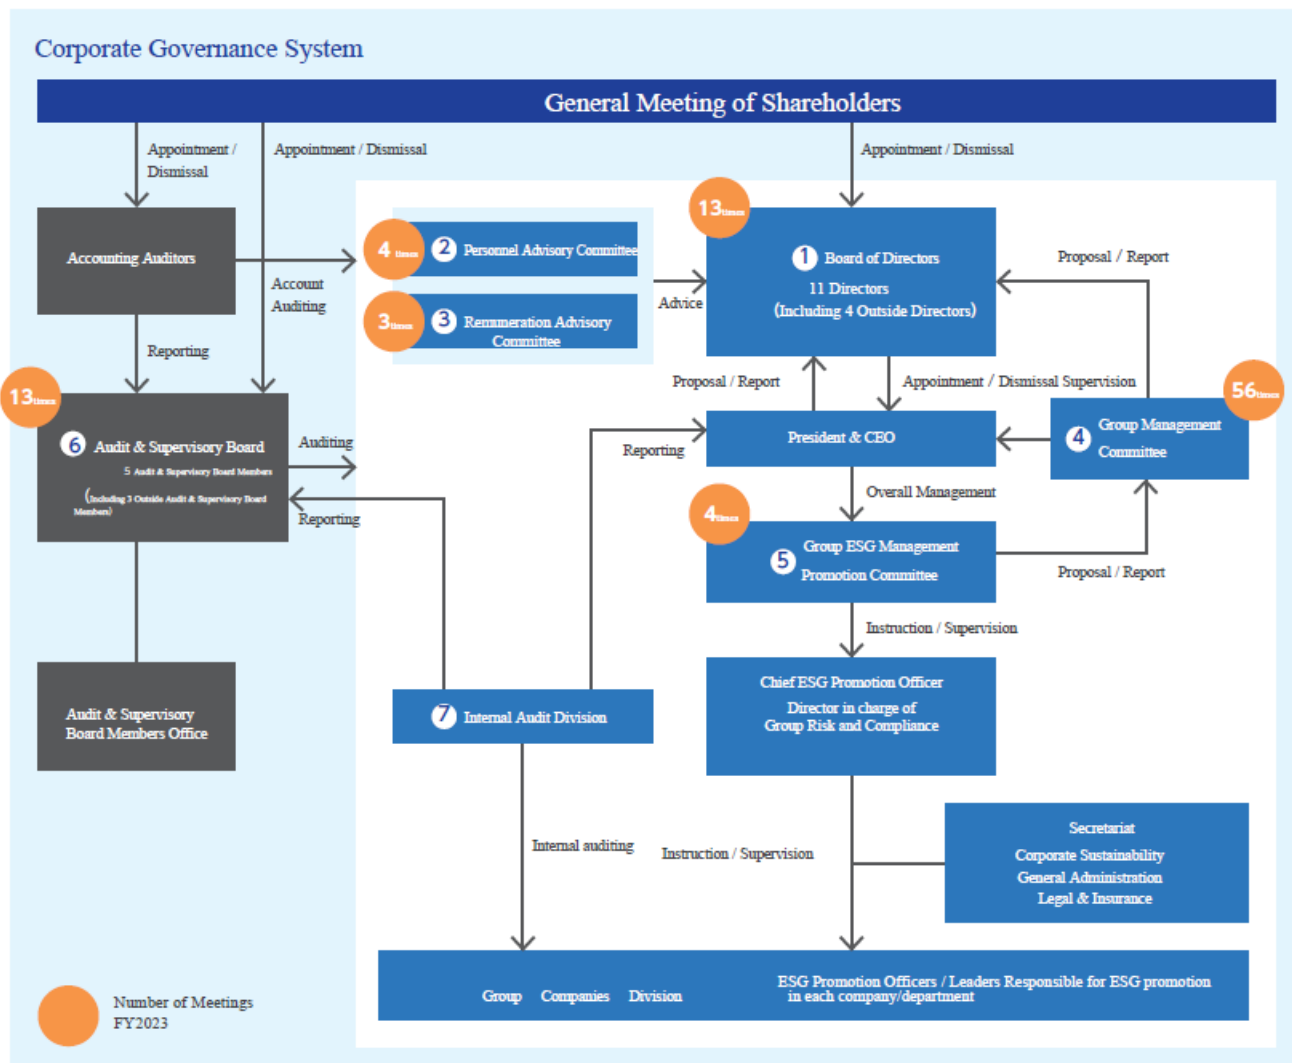 Corporate Governance System
General Meeting of Shareholders
Appointment /
Dismissal
Appointment / Dismissal
Appointment / Dismissal
Accounting Auditors
Account
Auditing
Reporting
4 times
2 Personnel Advisory Committee
3 times
3 Remuneration Advisory
Committee
Advice
13 times
1 Board of Directors
11 Directors
(Including 4 Outside Directors)
Proposal / Report
Proposal / Report
Appointment / Dismissal Supervision
13 times
6 Audit & Supervisory Board
5 Audit & Supervisory Board Members
(Including 3 Outside Audit & Supervisory Board
Members)
Auditing
Reporting
Reporting
President & CEO
56 times
4 Group Management
Committee
Overall Management
4 times
5 Group ESG Management
Promotion Committee
Proposal / Report
Instruction / Supervision
Audit & Supervisory
Board Members Office
7 Internal Audit Division
Chief ESG Promotion Officer
Director in charge of
Group Risk and Compliance
Internal auditing
Instruction / Supervision
Secretariat
Corporate Sustainability
General Administration
Legal & Insurance
Group Companies Division
ESG Promotion Officers / Leaders Responsible for ESG promotion
in each company/department
Number of Meetings
FY2023